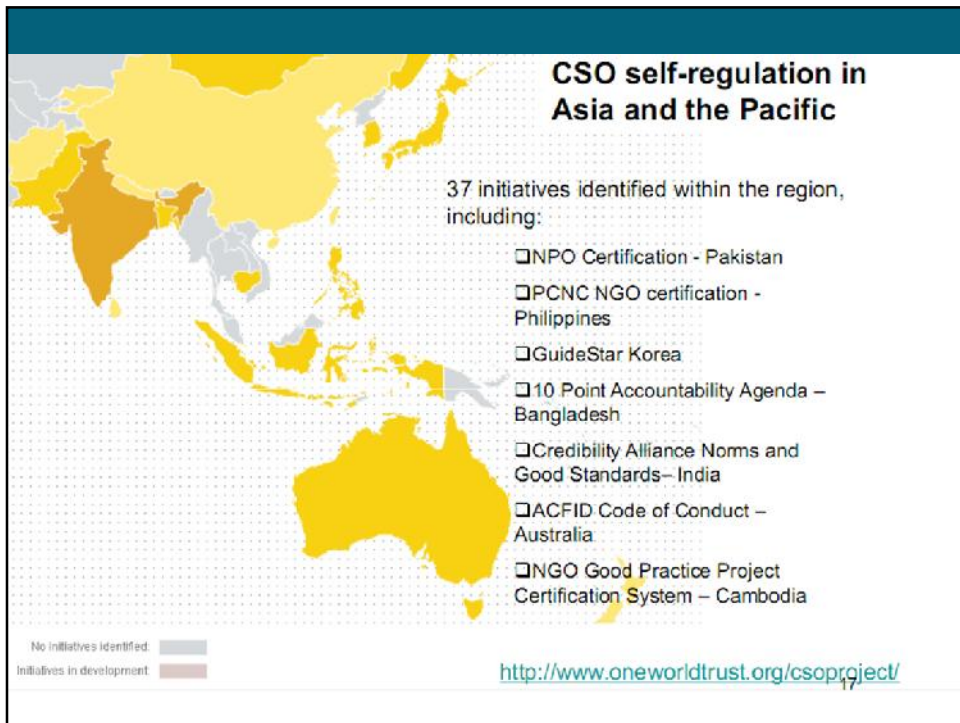 CSO self-regulation in
Asia and the Pacific
37 initiatives identified within the region,
including:
❑NPO Certification - Pakistan
❑PCNC NGO certification -
Philippines
❑GuideStar Korea
❑10 Point Accountability Agenda –
Bangladesh
❑Credibility Alliance Norms and
Good Standards– India
❑ACFID Code of Conduct –
Australia
❑NGO Good Practice Project
Certification System – Cambodia
No initiatives identified:
Initiatives in development:
http://www.oneworldtrust.org/csoproject/
17